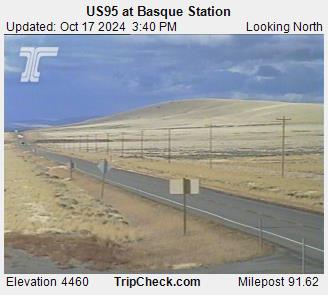 US95 at Basque Station
Updated: Oct 17 2024 3:40 PM Looking North
Elevation 4460 TripCheck.com Milepost 91.62